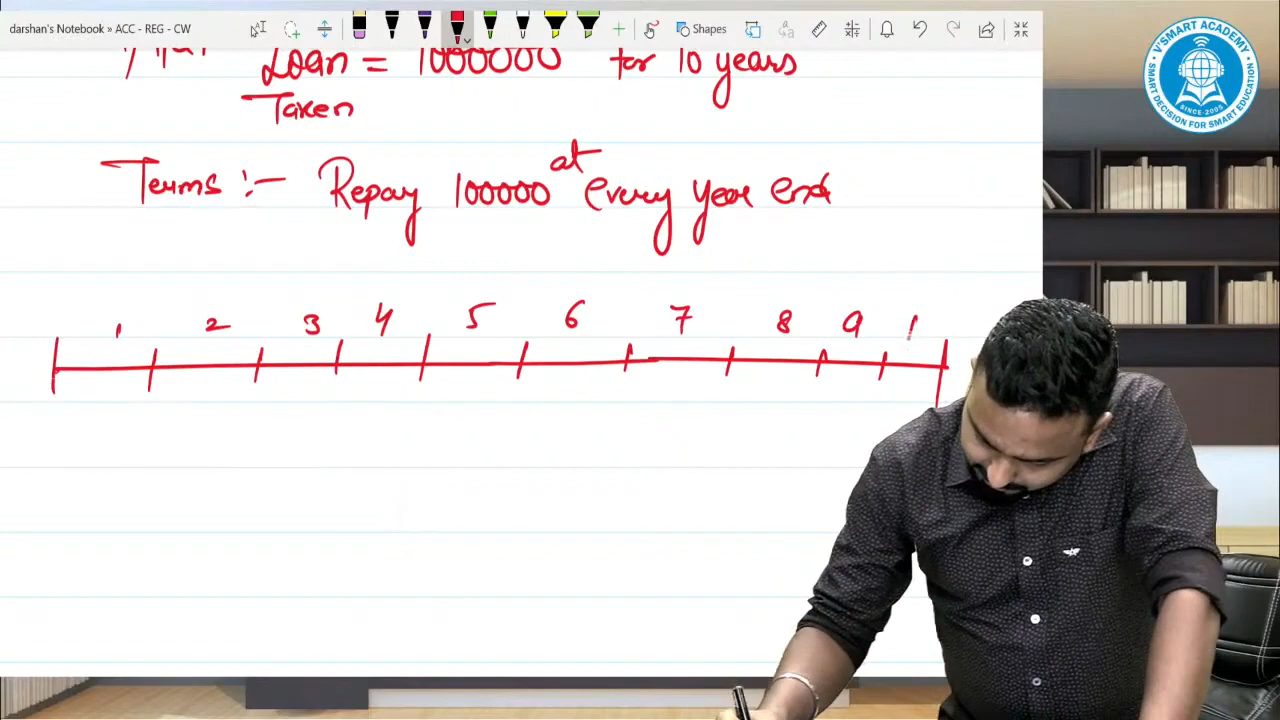 darshan's Notebook » ACC - REG - CW
Shapes
Loan = 1000000 for 10 years
Taken
Terms :- Repay 100000 at every year end
1 2 3 4 5 6 7 8 9 1
V'SMART ACADEMY
SINCE-2005
SMART DECISION FOR SMART EDUCATION